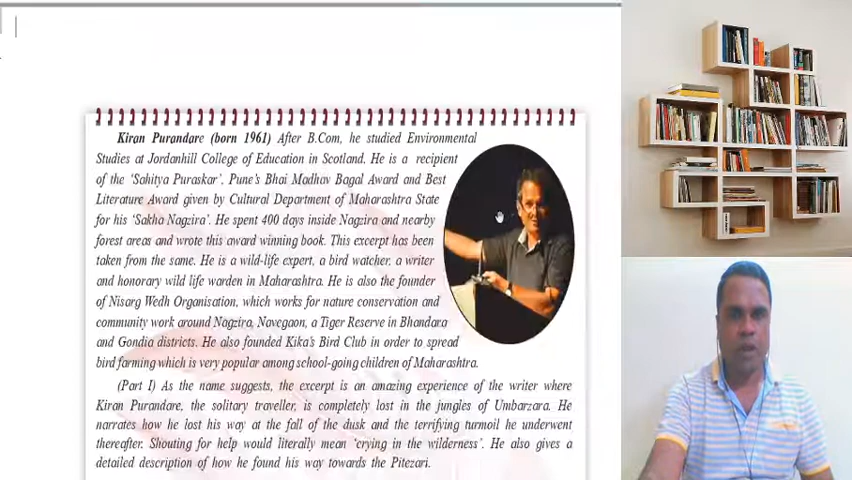 Kiran Purandare (born 1961) After B.Com, he studied Environmental
Studies at Jordanhill College of Education in Scotland. He is a recipient
of the 'Sahitya Puraskar', Pune's Bhai Madhav Bagal Award and Best
Literature Award given by Cultural Department of Maharashtra State
for his 'Sakha Nagzira'. He spent 400 days inside Nagzira and nearby
forest areas and wrote this award winning book. This excerpt has been
taken from the same. He is a wild-life expert, a bird watcher, a writer
and honorary wild life warden in Maharashtra. He is also the founder
of Nisarg Wedh Organisation, which works for nature conservation and
community work around Nagzira, Navegaon, a Tiger Reserve in Bhandara
and Gondia districts. He also founded Kika's Bird Club in order to spread
bird farming which is very popular among school-going children of Maharashtra.
(Part I) As the name suggests, the excerpt is an amazing experience of the writer where
Kiran Purandare, the solitary traveller, is completely lost in the jungles of Umbarzara. He
narrates how he lost his way at the fall of the dusk and the terrifying turmoil he underwent
thereafter. Shouting for help would literally mean 'crying in the wilderness'. He also gives a
detailed description of how he found his way towards the Pitezari.